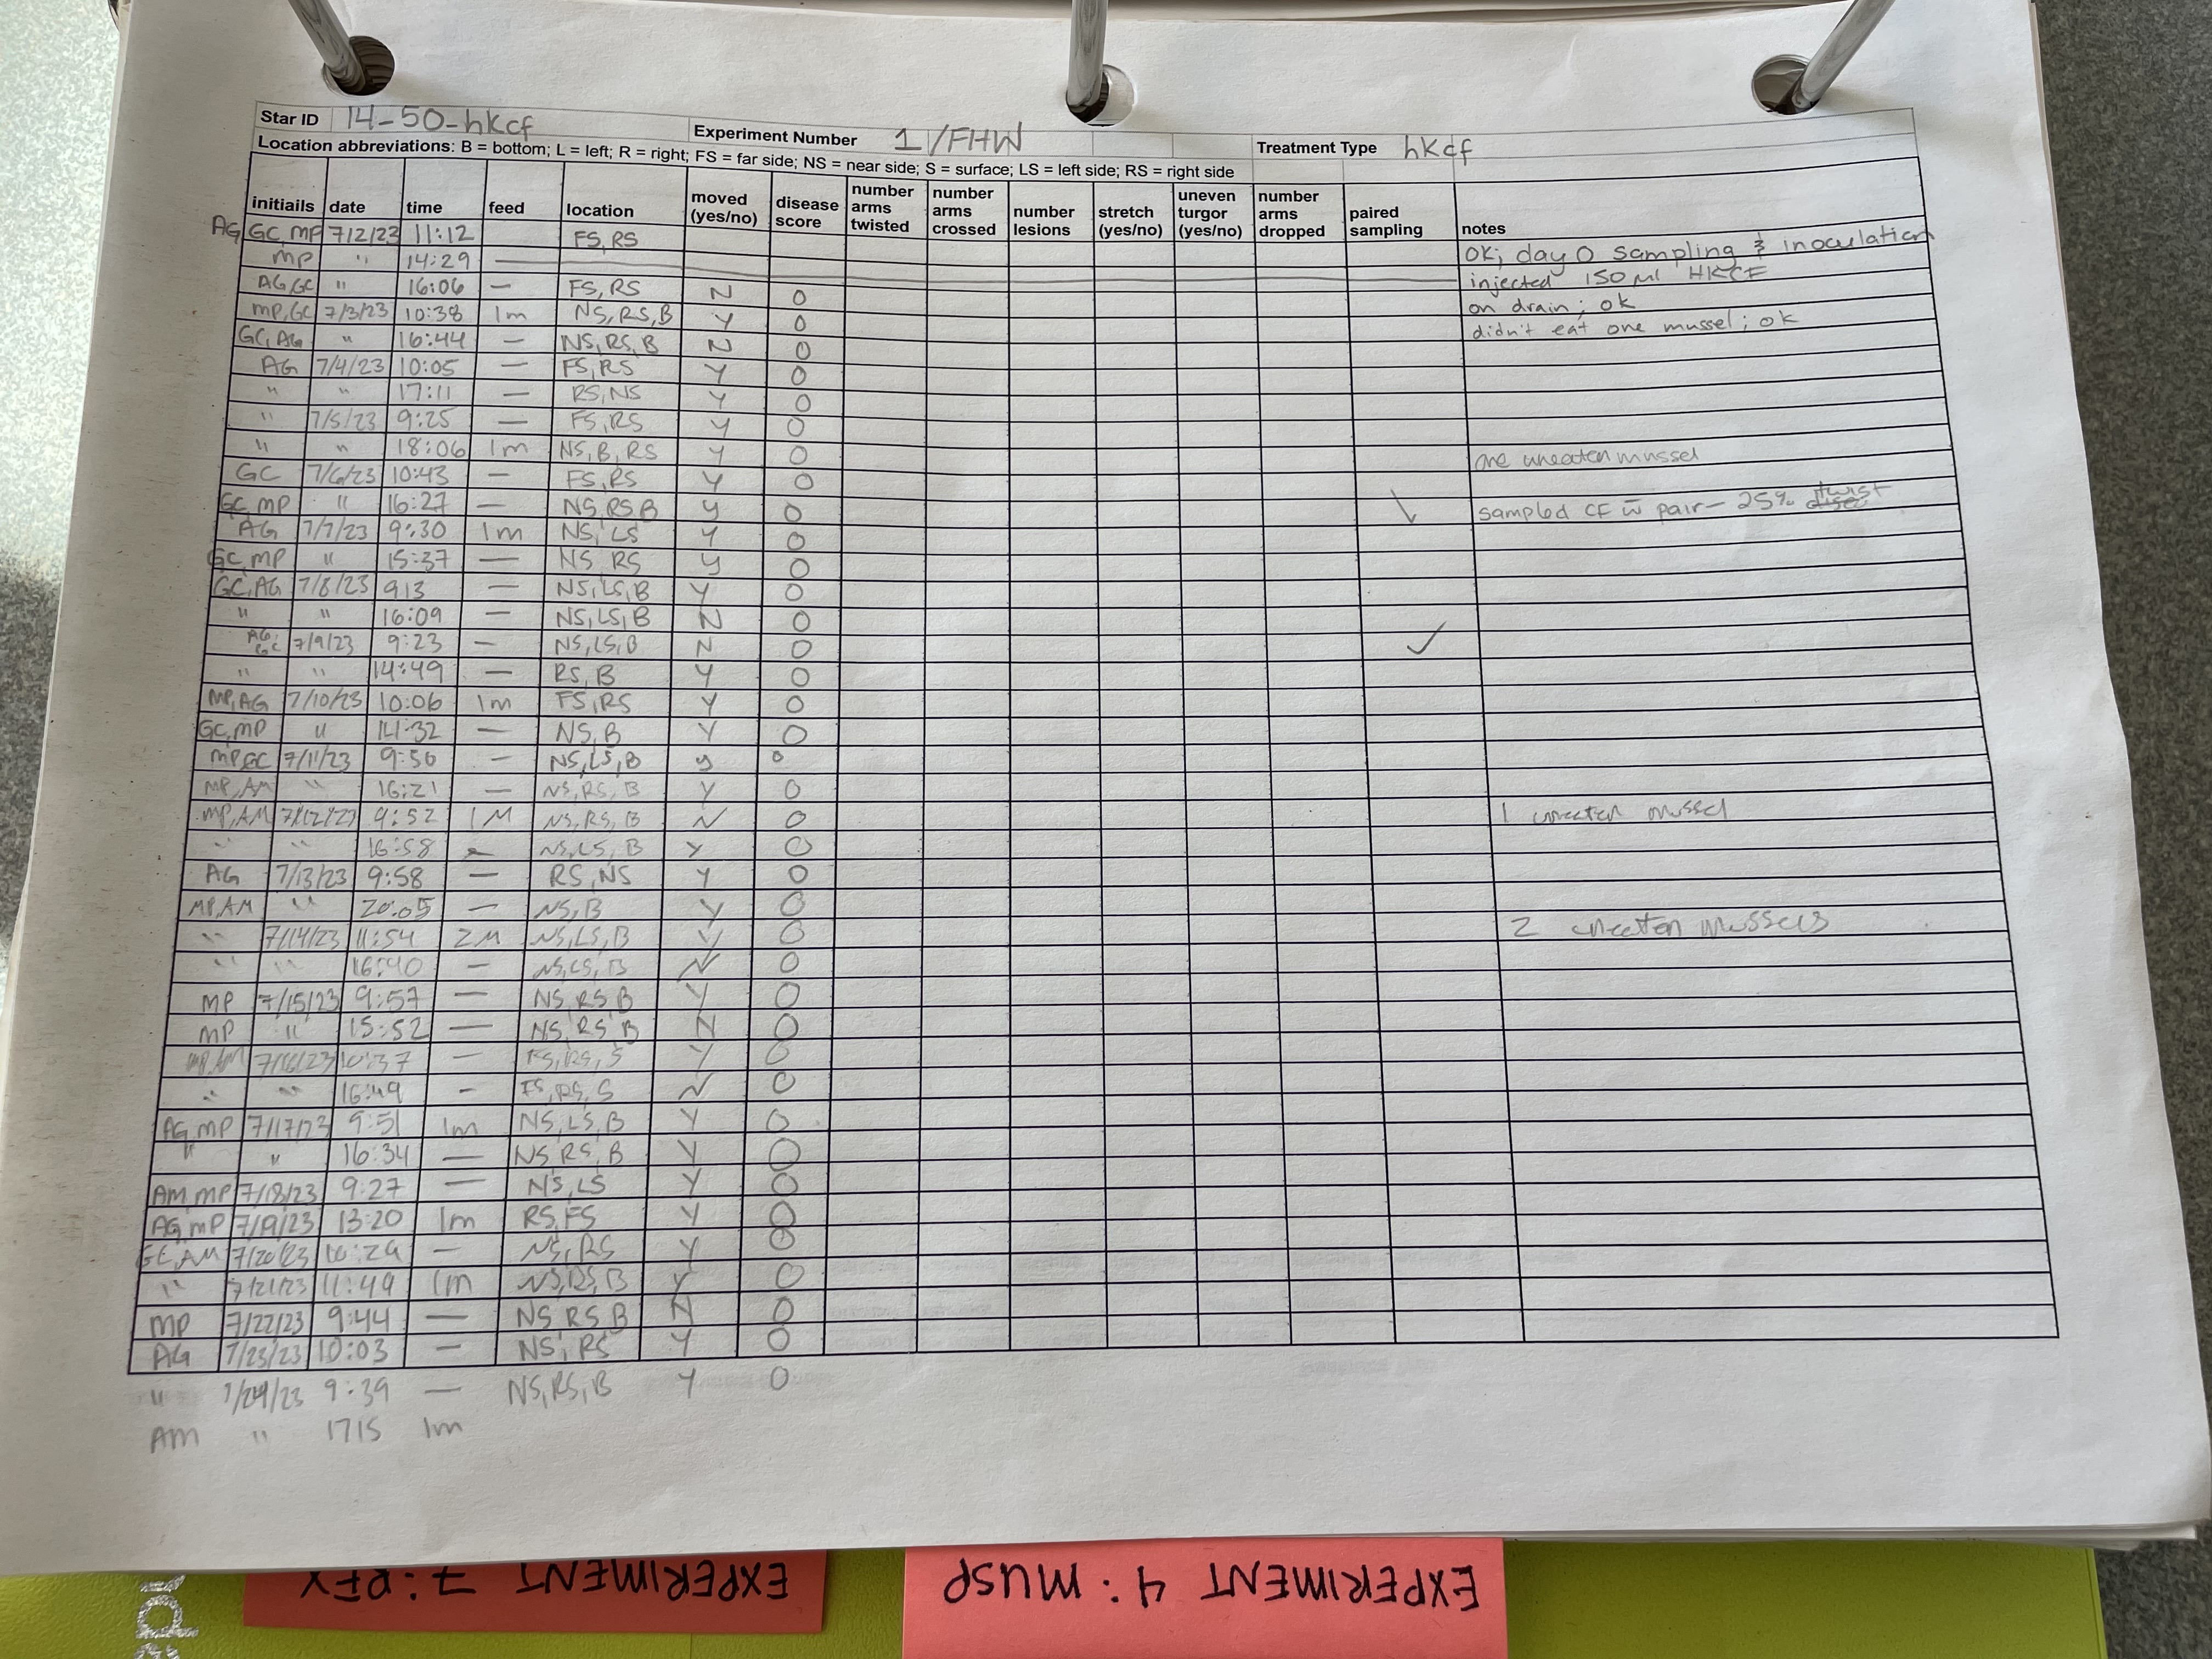 Star ID 14-50-hkcf Experiment Number 1/FHW Treatment Type hkcf
Location abbreviations: B = bottom; L = left; R = right; FS = far side; NS = near side; S = surface; LS = left side; RS = right side
initiails date time feed location moved (yes/no) disease score number arms twisted number arms crossed number lesions stretch (yes/no) uneven turgor (yes/no) number arms dropped paired sampling notes
AG, GC, MP 7/2/23 11:12 FS, RS OK; day 0 sampling & inoculation
MP " 14:29 — injected 150 µl HKCF
AG, GC " 16:06 — FS, RS N 0 on drain; ok
MP, GC 7/3/23 10:38 1m NS, RS, B Y 0 didn't eat one mussel; ok
GC, AG " 16:44 — NS, RS, B N 0
AG 7/4/23 10:05 — FS, RS Y 0
" " 17:11 — RS, NS Y 0
" 7/5/23 9:25 — FS, RS Y 0
" " 18:06 1m NS, B, RS Y 0 one uneaten mussel
GC 7/6/23 10:43 — FS, RS Y 0
GC, MP " 16:27 — NS, RS, B Y 0 sampled CF w̄ pair – 25% twist
AG 7/7/23 9:30 1m NS, LS Y 0
GC, MP " 15:37 — NS, RS Y 0
GC, AG 7/8/23 913 — NS, LS, B Y 0
" " 16:09 — NS, LS, B N 0
AG, GC 7/9/23 9:23 — NS, LS, B N 0 ✓
" " 14:49 — RS, B Y 0
MP, AG 7/10/23 10:06 1m FS, RS Y 0
GC, MP " 14:32 — NS, B Y 0
MP, GC 7/11/23 9:56 — NS, LS, B Y 0
MP, AM " 16:21 — NS, RS, B Y 0
MP, AM 7/12/23 9:52 1M NS, RS, B N 0 1 uneaten mussel
" " 16:58 — NS, LS, B Y 0
AG 7/13/23 9:58 — RS, NS Y 0
MP, AM " 20:05 — NS, B Y 0
" 7/14/23 11:54 2M NS, LS, B Y 0 2 uneaten mussels
" " 16:40 — NS, LS, B N 0
MP 7/15/23 9:57 — NS, RS, B Y 0
MP " 15:52 — NS, RS, B N 0
MP, AM 7/16/23 10:37 — FS, RS, S Y 0
" " 16:49 — FS, RS, S N 0
AG, MP 7/17/23 9:51 1m NS, LS, B Y 0
" " 16:34 — NS, RS, B Y 0
AM, MP 7/18/23 9:27 — NS, LS Y 0
AG, MP 7/19/23 13:20 1m RS, FS Y 0
GC, AM 7/20/23 10:29 — NS, RS Y 0
" 7/21/23 11:49 1m NS, RS, B Y 0
MP 7/22/23 9:44 — NS, RS, B N 0
AG 7/23/23 10:03 — NS, RS Y 0
" 7/24/23 9:39 — NS, RS, B Y 0
AM " 1715 1m
EXPERIMENT 7: PFX
EXPERIMENT 4: MUSP